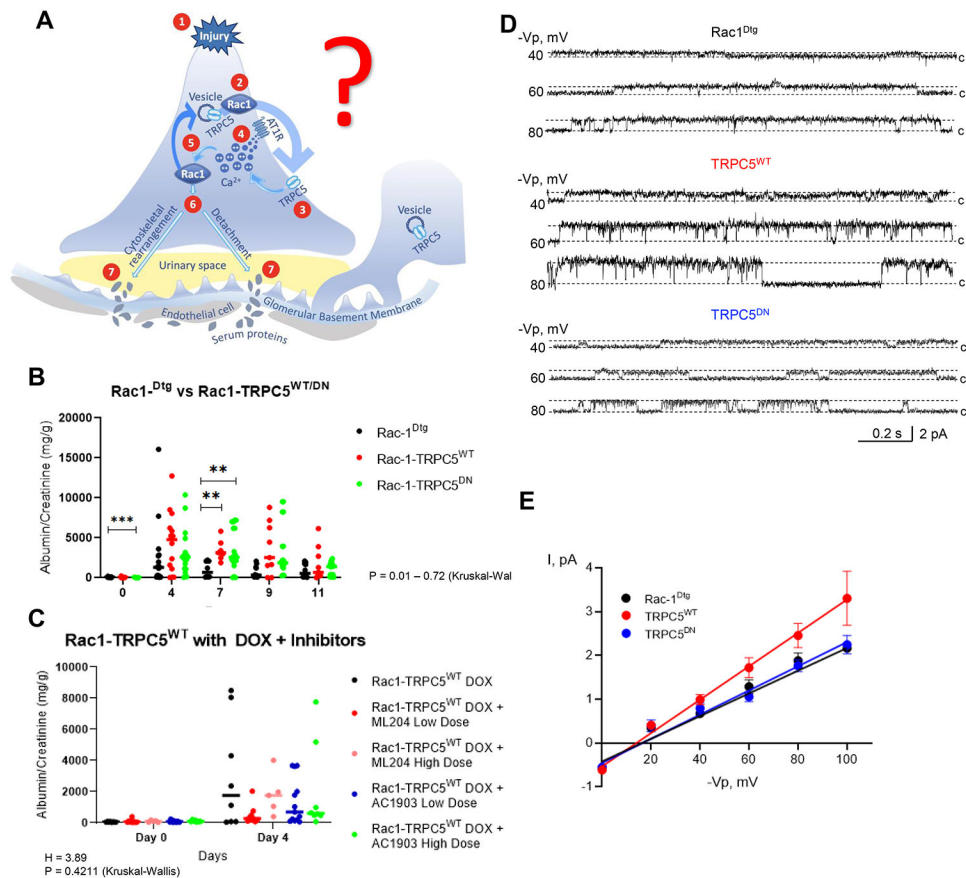 A
1
Injury
?
2
Vesicle
Rac1
TRPC5
AT1R
4
5
Ca2+
Rac1
TRPC5
3
6
Cytoskeletal
rearrangement
Detachment
Vesicle
TRPC5
7
Urinary space
7
Endothelial cell
Glomerular Basement Membrane
Serum proteins
B
Rac1-Dtg vs Rac1-TRPC5WT/DN
Albumin/Creatinine (mg/g)
20000
15000
10000
5000
0
***
**
**
0 4 7 9 11
Rac-1Dtg
Rac-1-TRPC5WT
Rac-1-TRPC5DN
P = 0.01 – 0.72 (Kruskal-Wal
C
Rac1-TRPC5WT with DOX + Inhibitors
Albumin/Creatinine (mg/g)
10000
8000
6000
4000
2000
0
Day 0 Day 4
Days
Rac1-TRPC5WT DOX
Rac1-TRPC5WT DOX +
ML204 Low Dose
Rac1-TRPC5WT DOX +
ML204 High Dose
Rac1-TRPC5WT DOX +
AC1903 Low Dose
Rac1-TRPC5WT DOX +
AC1903 High Dose
H = 3.89
P = 0.4211 (Kruskal-Wallis)
D
-Vp, mV
Rac1Dtg
40 c
60 c
80 c
TRPC5WT
-Vp, mV
40 c
60 c
80 c
TRPC5DN
-Vp, mV
40 c
60 c
80 c
0.2 s 2 pA
E
I, pA
4
3
2
1
0
-1
Rac-1Dtg
TRPC5WT
TRPC5DN
20 40 60 80 100
-Vp, mV